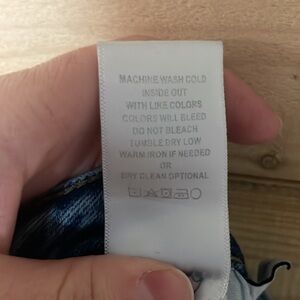 MACHINE WASH COLD
INSIDE OUT
WITH LIKE COLORS
COLORS WILL BLEED
DO NOT BLEACH
TUMBLE DRY LOW
WARM IRON IF NEEDED
OR
DRY CLEAN OPTIONAL